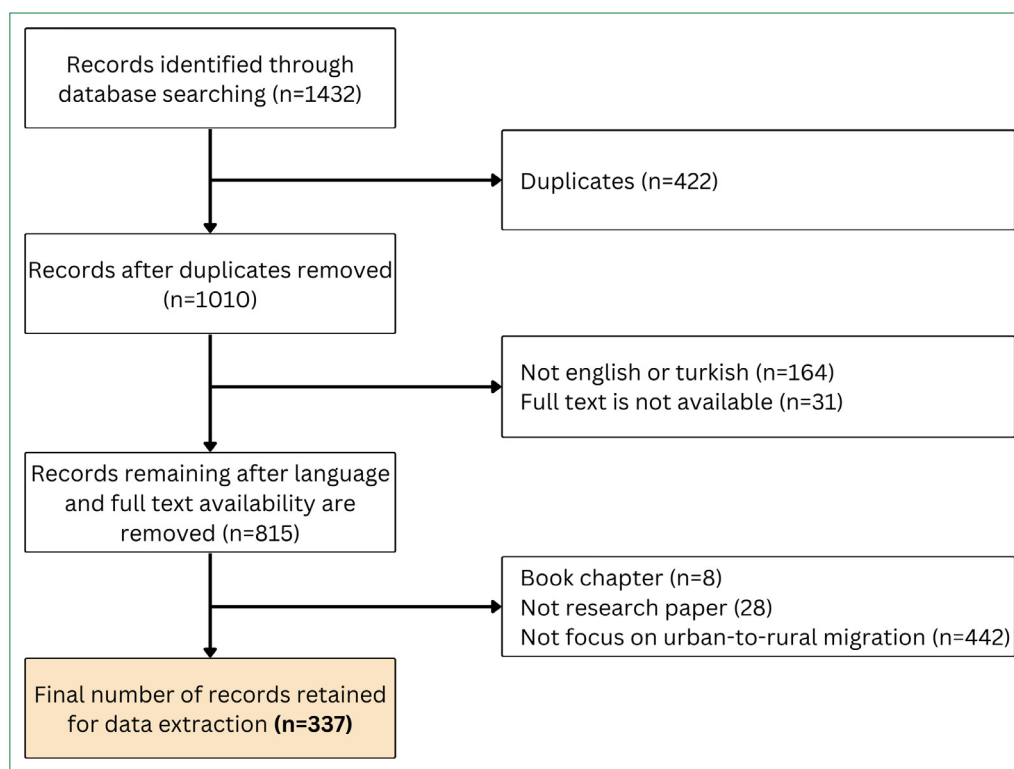 Records identified through
database searching (n=1432)
Duplicates (n=422)
Records after duplicates removed
(n=1010)
Not english or turkish (n=164)
Full text is not available (n=31)
Records remaining after language
and full text availability are
removed (n=815)
Book chapter (n=8)
Not research paper (28)
Not focus on urban-to-rural migration (n=442)
Final number of records retained
for data extraction (n=337)